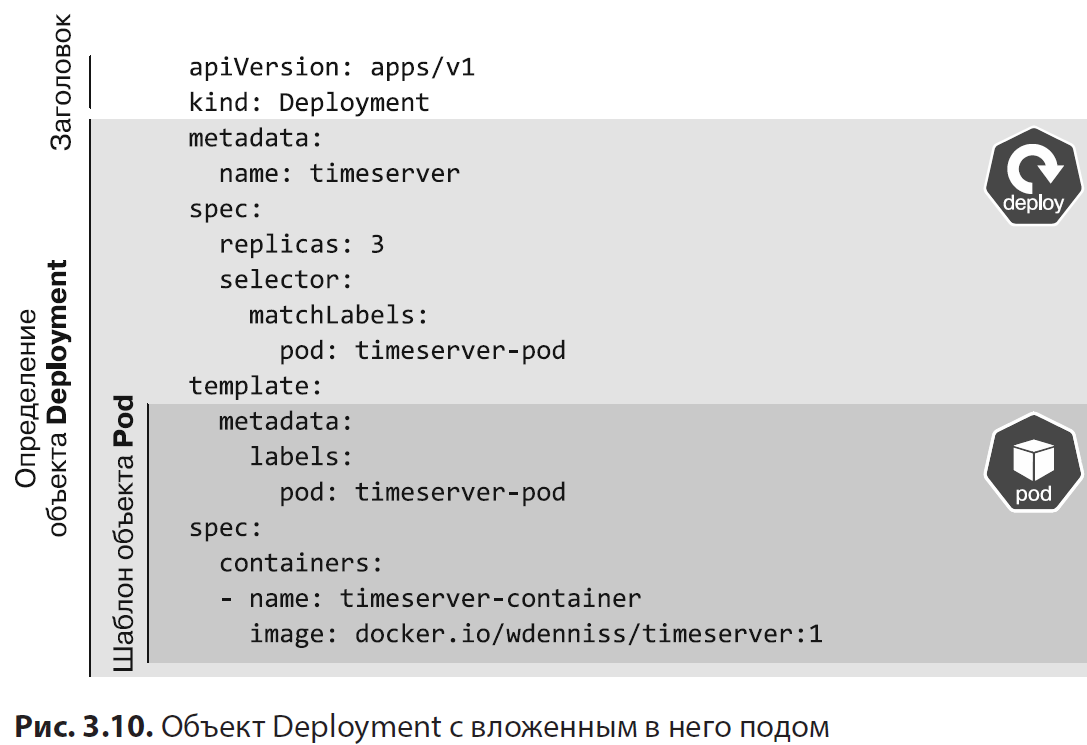 Заголовок
apiVersion: apps/v1
kind: Deployment
Определение
объекта Deployment
metadata:
  name: timeserver
spec:
  replicas: 3
  selector:
    matchLabels:
      pod: timeserver-pod
template:
deploy
Шаблон объекта Pod
  metadata:
    labels:
      pod: timeserver-pod
spec:
  containers:
  - name: timeserver-container
    image: docker.io/wdenniss/timeserver:1
pod
Рис. 3.10. Объект Deployment с вложенным в него подом